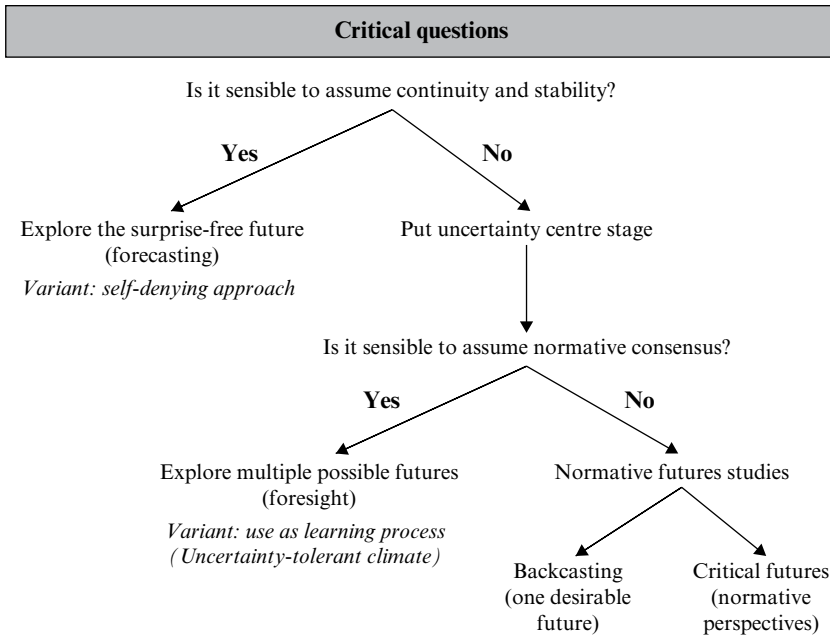 Critical questions
Is it sensible to assume continuity and stability?
Yes
No
Explore the surprise-free future
(forecasting)
Variant: self-denying approach
Put uncertainty centre stage
Is it sensible to assume normative consensus?
Yes
No
Explore multiple possible futures
(foresight)
Variant: use as learning process
(Uncertainty-tolerant climate)
Normative futures studies
Backcasting
(one desirable
future)
Critical futures
(normative
perspectives)